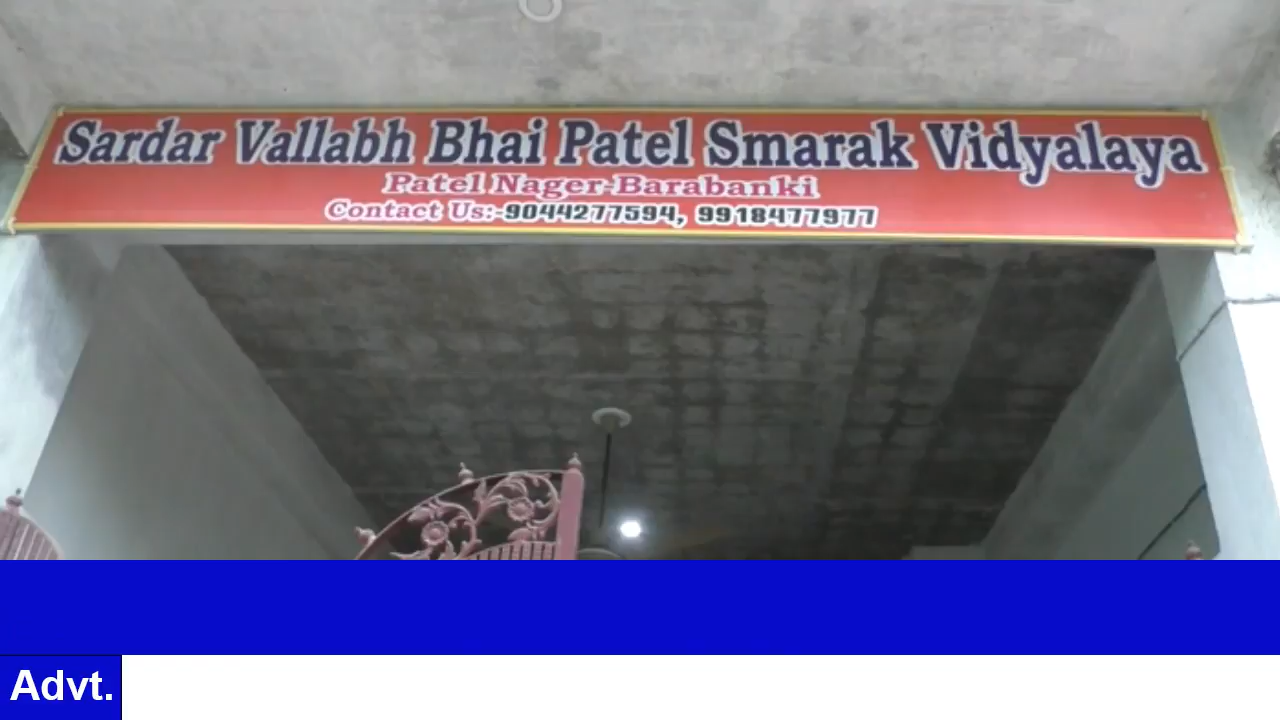 Sardar Vallabh Bhai Patel Smarak Vidyalaya
Patel Nager-Barabanki
Contact Us:-9044277594, 9918477977
Advt.